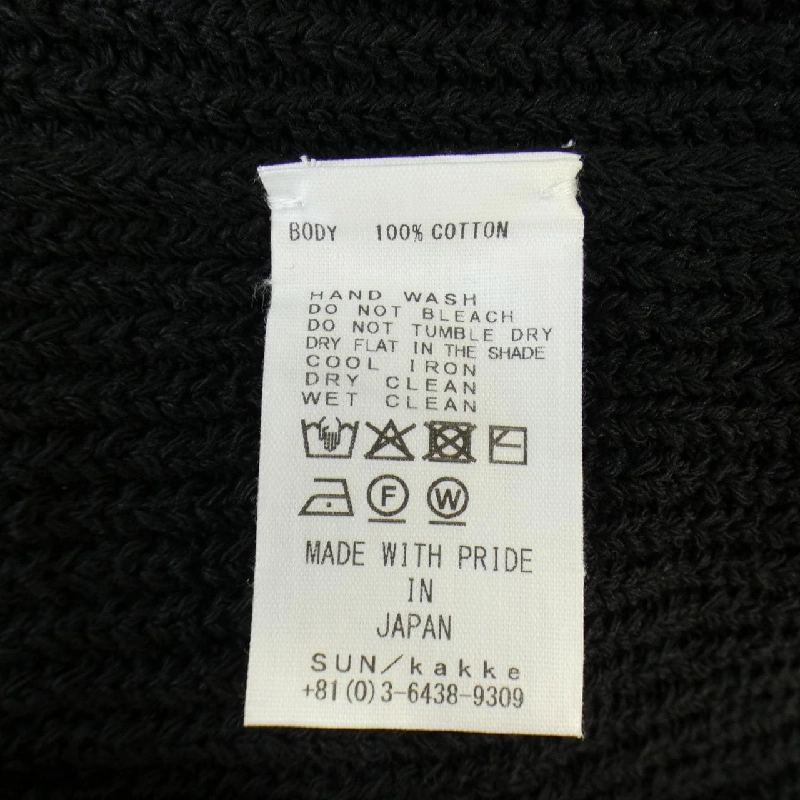 BODY 100% COTTON
HAND WASH
DO NOT BLEACH
DO NOT TUMBLE DRY
DRY FLAT IN THE SHADE
COOL IRON
DRY CLEAN
WET CLEAN
F W
MADE WITH PRIDE
IN
JAPAN
SUN/kakke
+81(0)3-6438-9309